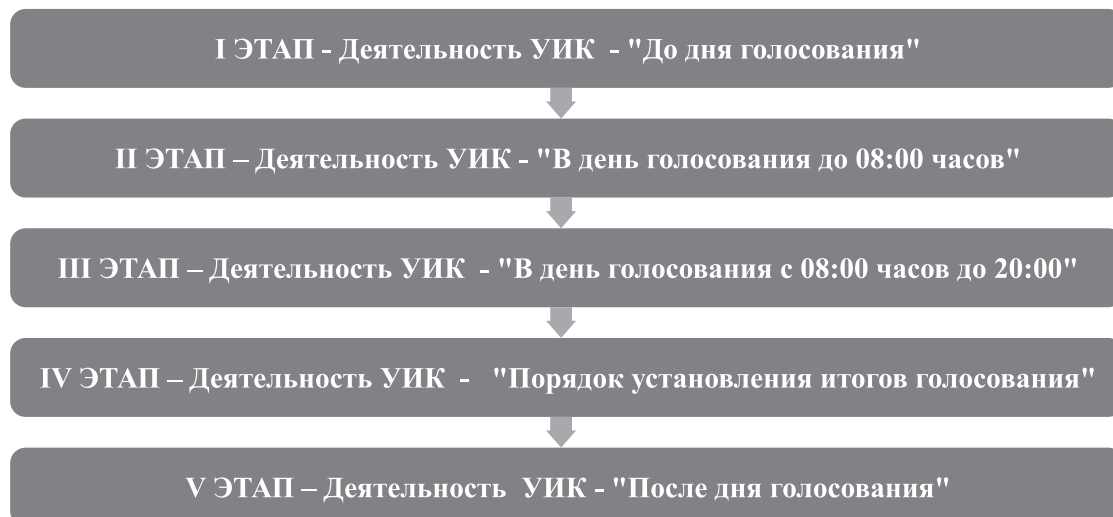 I ЭТАП - Деятельность УИК - "До дня голосования"
II ЭТАП – Деятельность УИК - "В день голосования до 08:00 часов"
III ЭТАП – Деятельность УИК - "В день голосования с 08:00 часов до 20:00"
IV ЭТАП – Деятельность УИК - "Порядок установления итогов голосования"
V ЭТАП – Деятельность УИК - "После дня голосования"